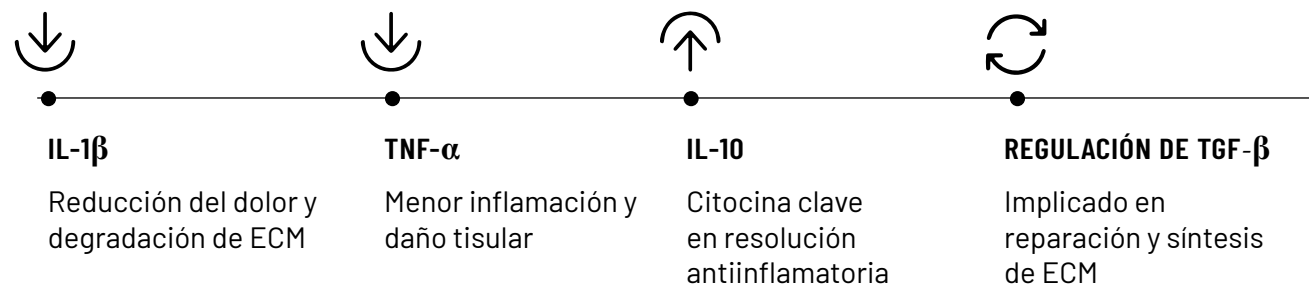 IL-1β
Reducción del dolor y
degradación de ECM
TNF-α
Menor inflamación y
daño tisular
IL-10
Citocina clave
en resolución
antiinflamatoria
REGULACIÓN DE TGF-β
Implicado en
reparación y síntesis
de ECM